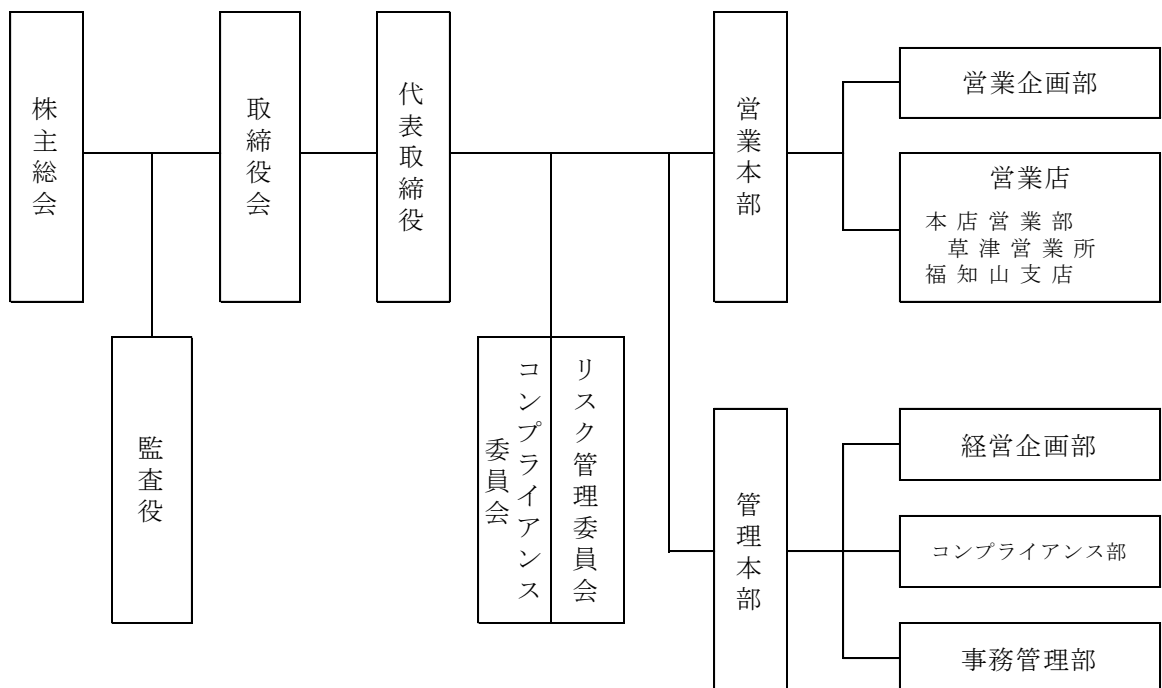 株主総会
取締役会
代表取締役
営業本部
営業企画部
営業店
本店営業部
草津営業所
福知山支店
監査役
コンプライアンス
委員会
リスク管理委員会
管理本部
経営企画部
コンプライアンス部
事務管理部